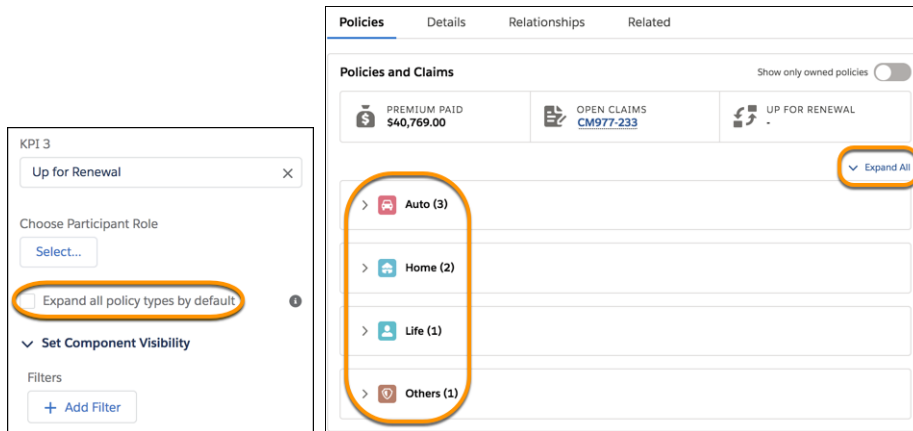 KPI 3
Up for Renewal
Choose Participant Role
Select...
Expand all policy types by default
Set Component Visibility
Filters
+ Add Filter
Policies Details Relationships Related
Policies and Claims
Show only owned policies
PREMIUM PAID
$40,769.00
OPEN CLAIMS
CM977-233
UP FOR RENEWAL
-
Expand All
Auto (3)
Home (2)
Life (1)
Others (1)